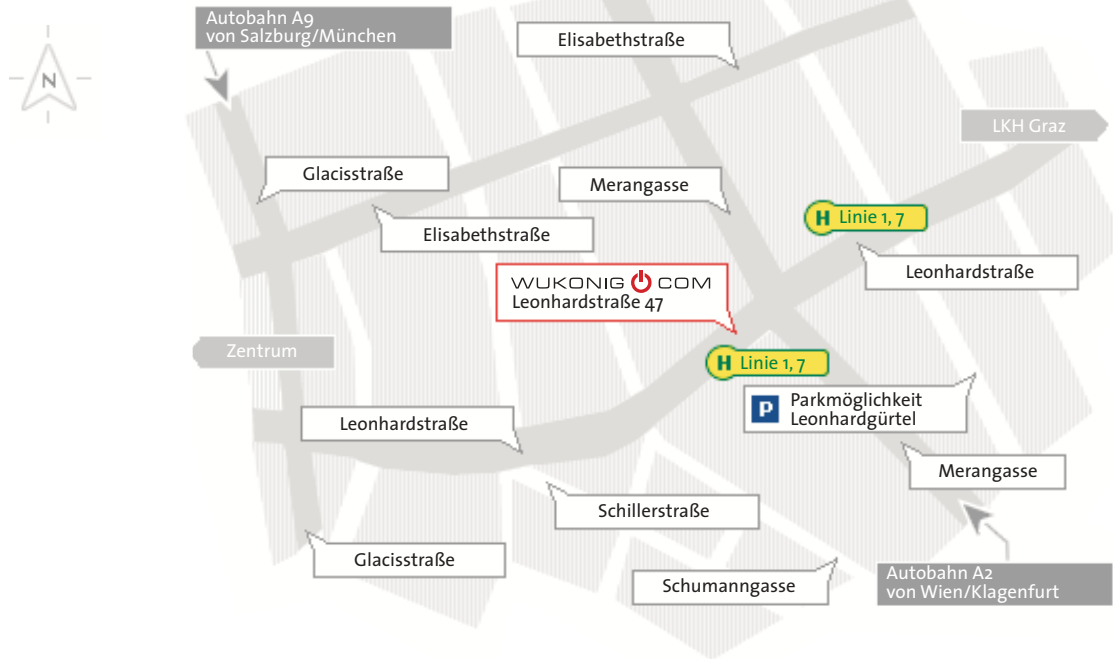 Autobahn A9
von Salzburg/München
Elisabethstraße
N
LKH Graz
Glacisstraße
Merangasse
H Linie 1, 7
Elisabethstraße
Leonhardstraße
WUKONIG COM
Leonhardstraße 47
Zentrum
H Linie 1, 7
P Parkmöglichkeit
Leonhardgürtel
Leonhardstraße
Merangasse
Schillerstraße
Glacisstraße
Schumanngasse
Autobahn A2
von Wien/Klagenfurt